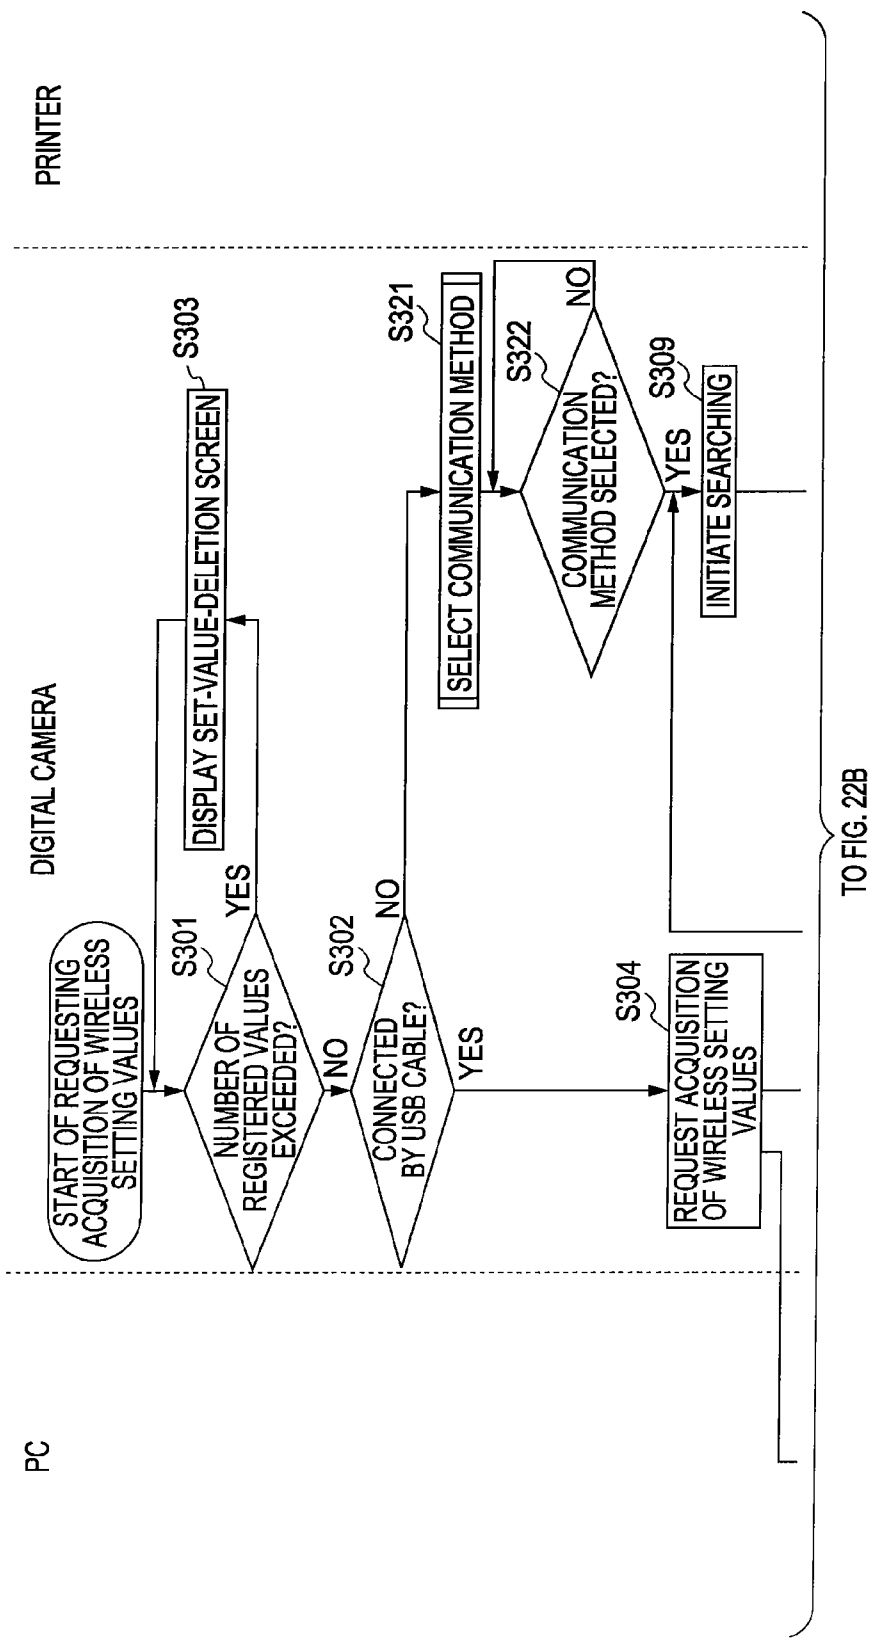 PC
DIGITAL CAMERA
PRINTER
START OF REQUESTING
ACQUISITION OF WIRELESS
SETTING VALUES
S301
NUMBER OF
REGISTERED VALUES
EXCEEDED?
YES
NO
S303
DISPLAY SET-VALUE-DELETION SCREEN
S302
CONNECTED
BY USB CABLE?
NO
YES
S321
SELECT COMMUNICATION METHOD
S322
COMMUNICATION
METHOD SELECTED?
NO
YES
S304
REQUEST ACQUISITION
OF WIRELESS SETTING
VALUES
S309
INITIATE SEARCHING
TO FIG. 22B